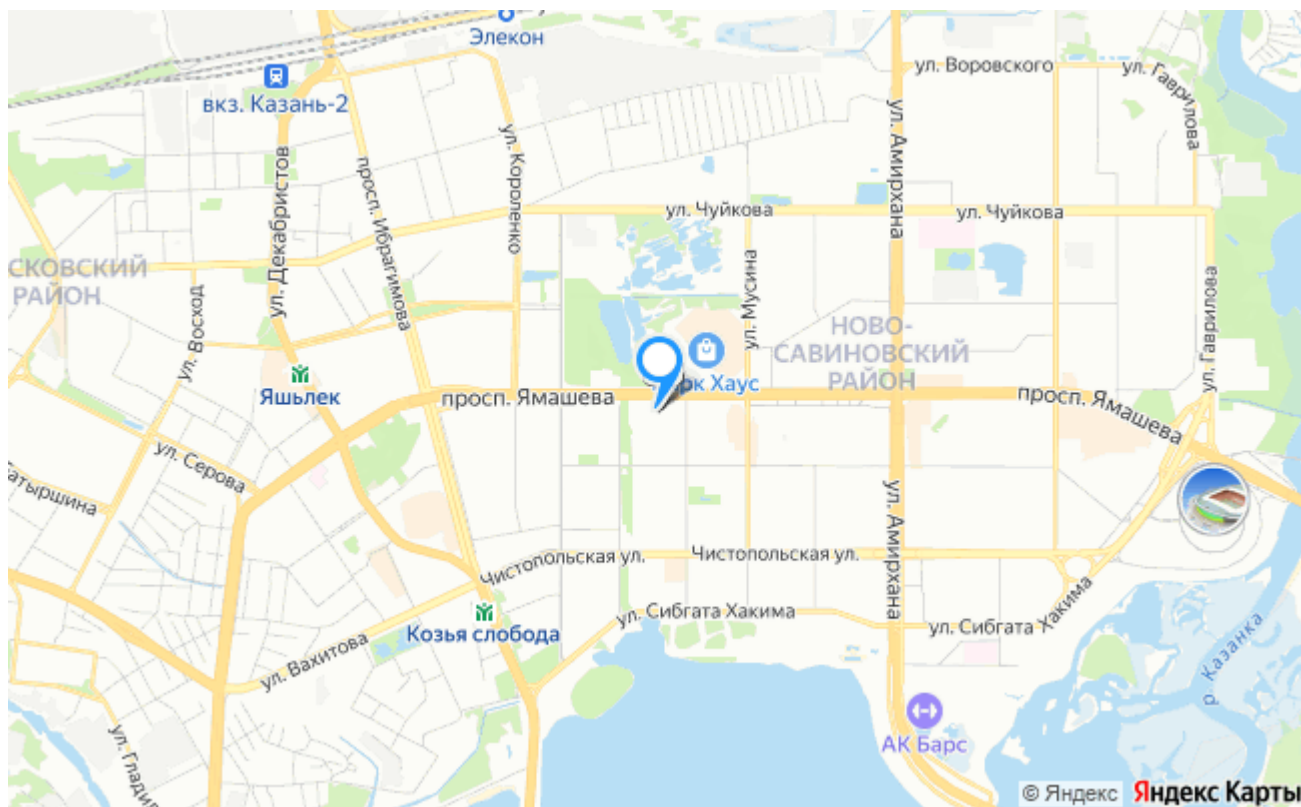 Элекон
вкз. Казань-2
ул. Воровского
ул. Гаврилова
ул. Декабристов
просп. Ибрагимова
ул. Короленко
ул. Амирхана
ул. Чуйкова
ул. Чуйкова
СКОВСКИЙ
РАЙОН
ул. Восход
ул. Мусина
ул. Гаврилова
НОВО-
САВИНОВСКИЙ
РАЙОН
рк Хаус
Яшьлек
просп. Ямашева
просп. Ямашева
ул. Серова
атыршина
ул. Амирхана
Чистопольская ул.
Чистопольская ул.
Козья слобода
ул. Сибгата Хакима
ул. Сибгата Хакима
ул. Вахитова
р. Казанка
АК Барс
ул. Гладил
© Яндекс Яндекс Карты